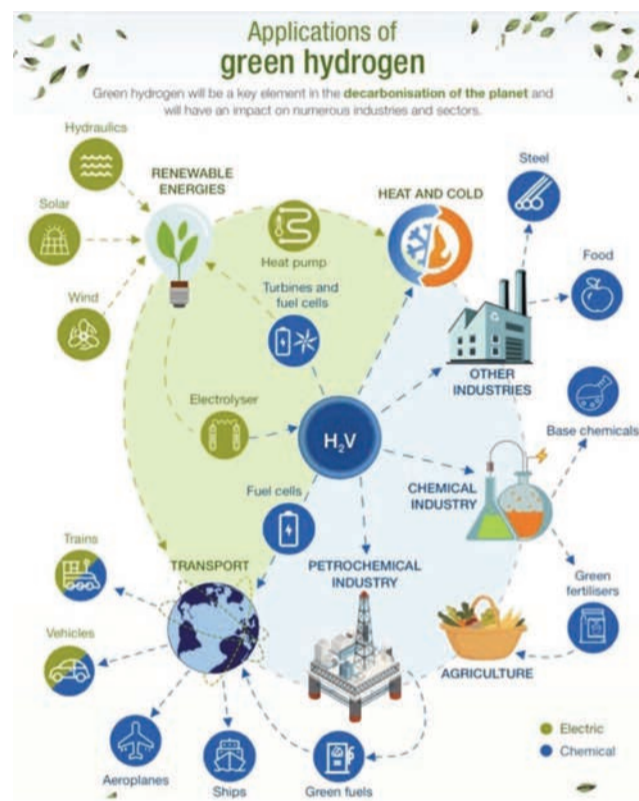 Applications of
green hydrogen
Green hydrogen will be a key element in the decarbonisation of the planet and
will have an impact on numerous industries and sectors.
Hydraulics
RENEWABLE
ENERGIES
Solar
Wind
Heat pump
HEAT AND COLD
Steel
Food
Turbines and
fuel cells
OTHER
INDUSTRIES
Electrolyser
H₂V
Base chemicals
CHEMICAL
INDUSTRY
Fuel cells
Trains
TRANSPORT
PETROCHEMICAL
INDUSTRY
Green
fertilisers
Vehicles
AGRICULTURE
Aeroplanes
Ships
Green fuels
Electric
Chemical